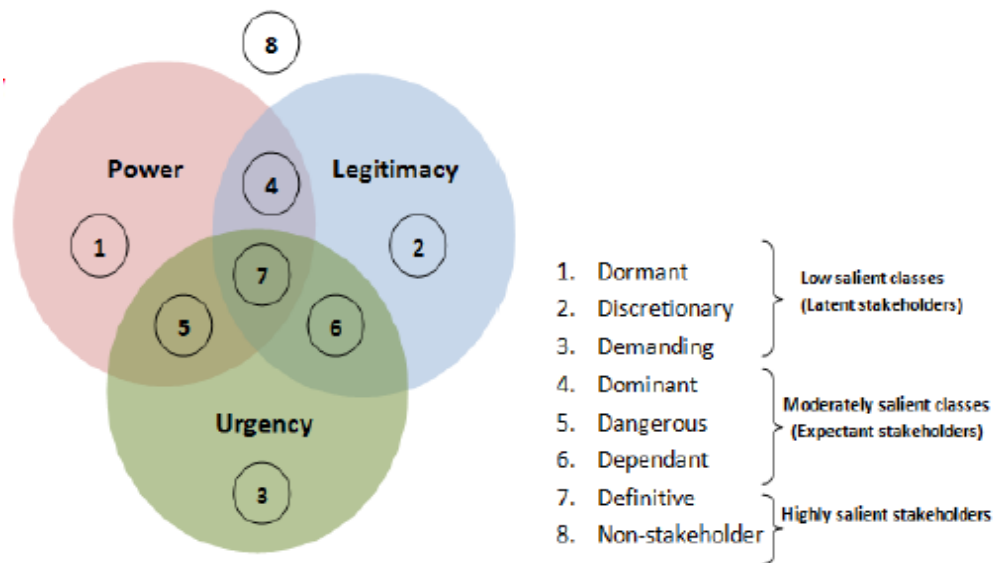 8
Power
Legitimacy
4
1
2
7
5
6
Urgency
3
1. Dormant
2. Discretionary
3. Demanding
4. Dominant
5. Dangerous
6. Dependant
7. Definitive
8. Non-stakeholder
Low salient classes
(Latent stakeholders)
Moderately salient classes
(Expectant stakeholders)
Highly salient stakeholders